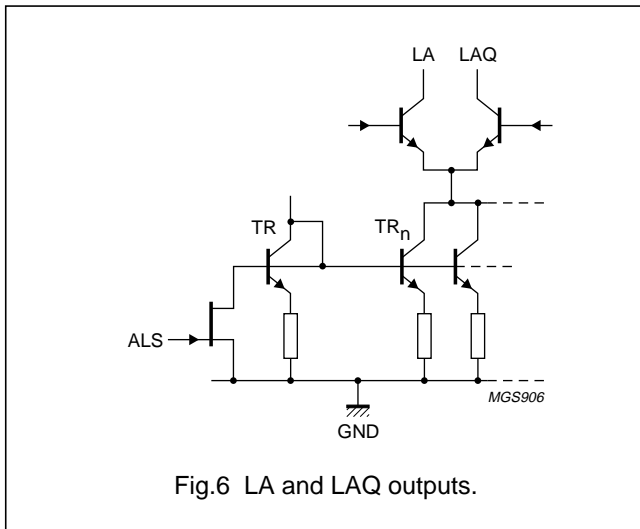 LA LAQ
TR TRn
ALS
MGS906
GND
Fig.6 LA and LAQ outputs.